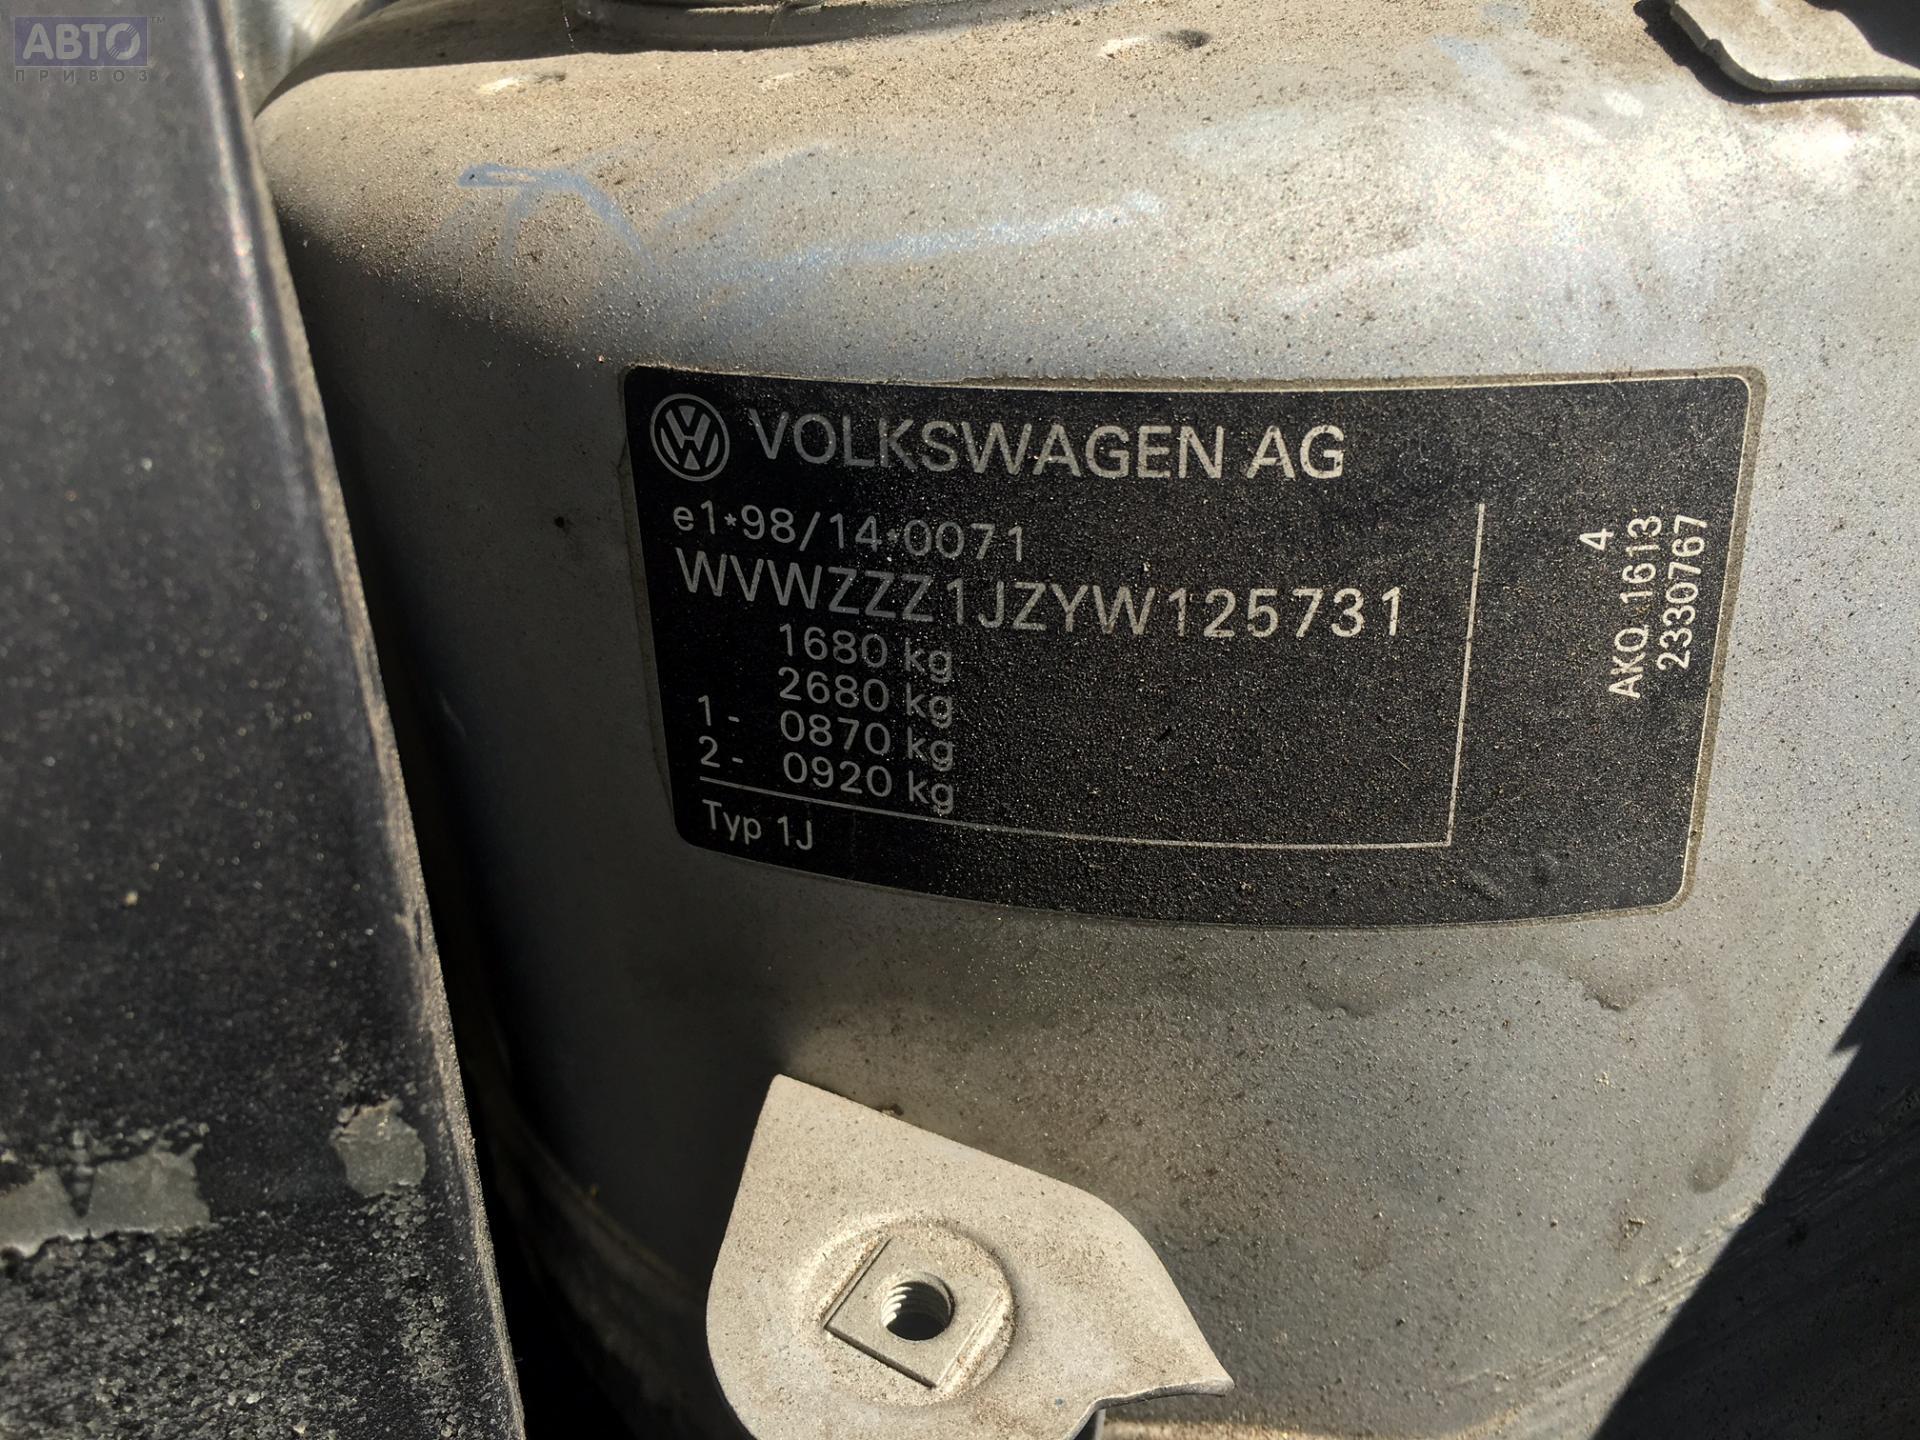 АВТО™
ПРИВОЗ
VOLKSWAGEN AG
e1*98/14*0071
WVWZZZ1JZYW125731
1680 kg
2680 kg
1- 0870 kg
2- 0920 kg
Typ 1J
4
AKQ 1613
2330767